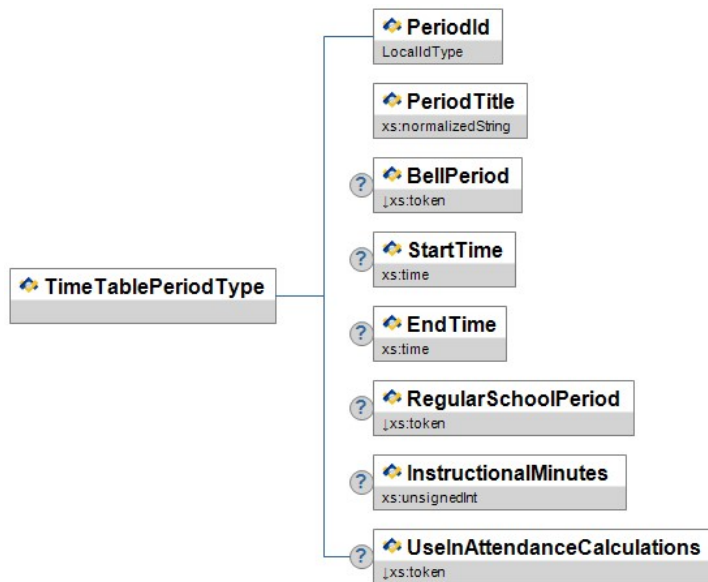 PeriodId
LocalIdType
PeriodTitle
xs:normalizedString
?
BellPeriod
↓xs:token
?
StartTime
xs:time
TimeTablePeriodType
?
EndTime
xs:time
?
RegularSchoolPeriod
↓xs:token
?
InstructionalMinutes
xs:unsignedInt
?
UseInAttendanceCalculations
↓xs:token